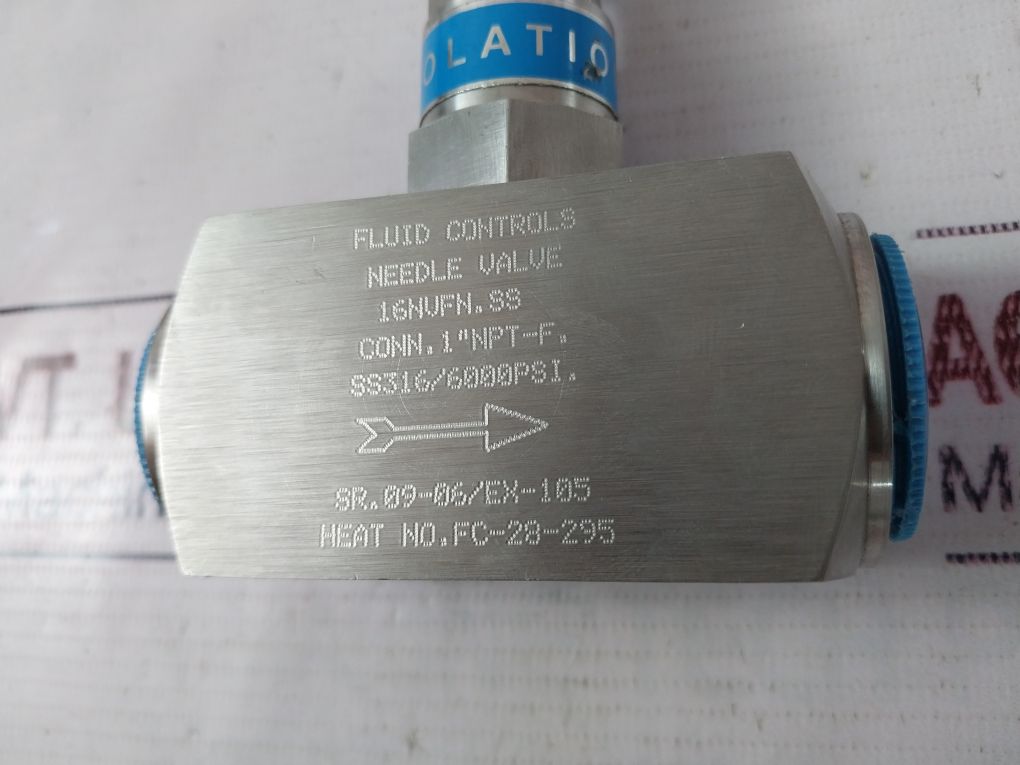 OLATIO
FLUID CONTROLS
NEEDLE VALVE
16NVFN.SS
CONN.1"NPT-F.
SS316/6000PSI.
SR.09-06/EX-105
HEAT NO.FC-28-295